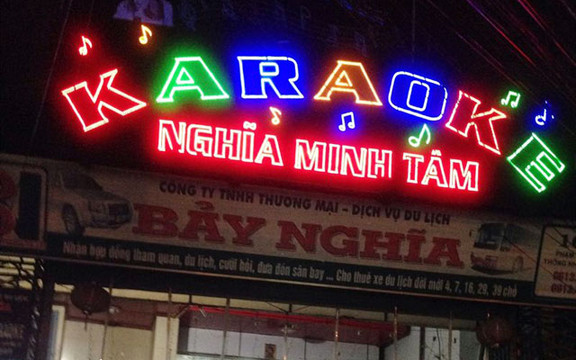 KARAOKE
NGHĨA MINH TÂM
CÔNG TY TNHH THƯƠNG MẠI - DỊCH VỤ DU LỊCH
BẢY NGHĨA
Nhận hợp đồng tham quan, du lịch, cưới hỏi, đưa đón sân bay ... Cho thuê xe du lịch đời mới 4, 7, 16, 29, 39 chỗ